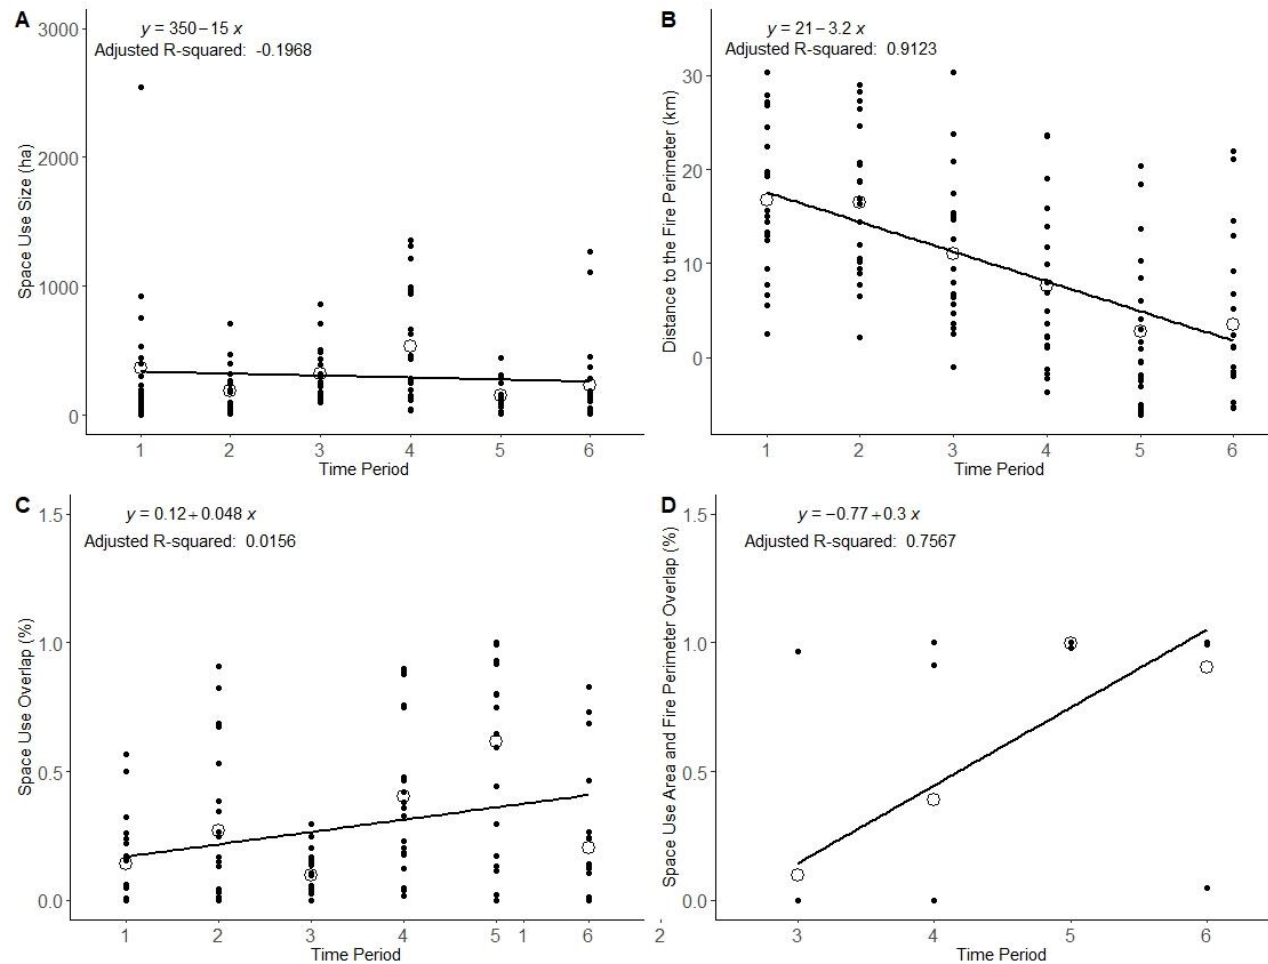 A
y = 350 − 15 x
Adjusted R-squared: -0.1968
Space Use Size (ha)
3000
2000
1000
0
1 2 3 4 5 6
Time Period
B
y = 21 − 3.2 x
Adjusted R-squared: 0.9123
Distance to the Fire Perimeter (km)
30
20
10
0
1 2 3 4 5 6
Time Period
C
y = 0.12 + 0.048 x
Adjusted R-squared: 0.0156
Space Use Overlap (%)
1.5
1.0
0.5
0.0
1 2 3 4 5 1 6 2
Time Period
D
y = −0.77 + 0.3 x
Adjusted R-squared: 0.7567
Space Use Area and Fire Perimeter Overlap (%)
1.5
1.0
0.5
0.0
3 4 5 6
Time Period